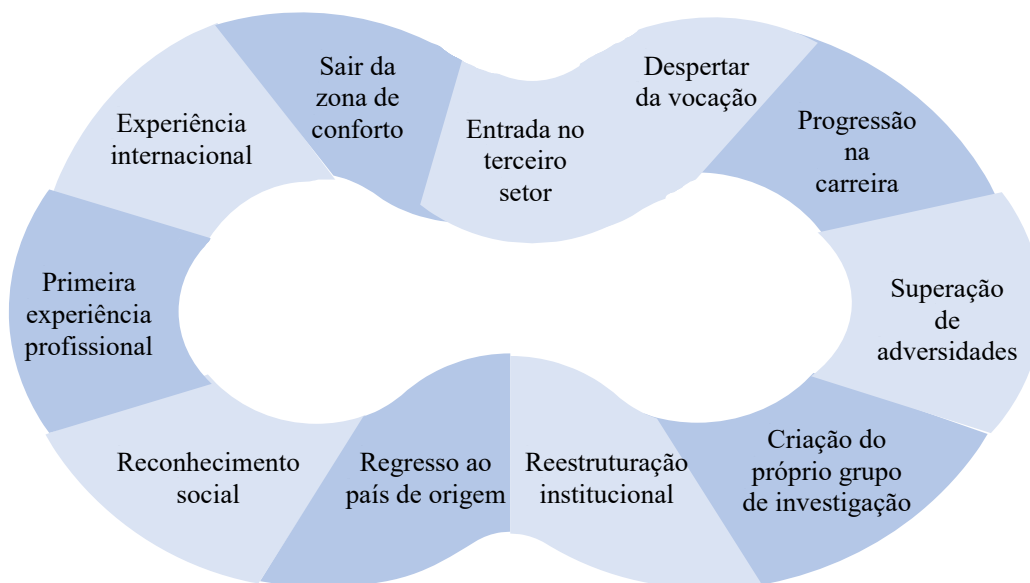 Sair da
zona de
conforto
Entrada no
terceiro
setor
Despertar
da vocação
Progressão
na
carreira
Superação
de
adversidades
Criação do
próprio grupo
de investigação
Reestruturação
institucional
Regresso ao
país de origem
Reconhecimento
social
Primeira
experiência
profissional
Experiência
internacional